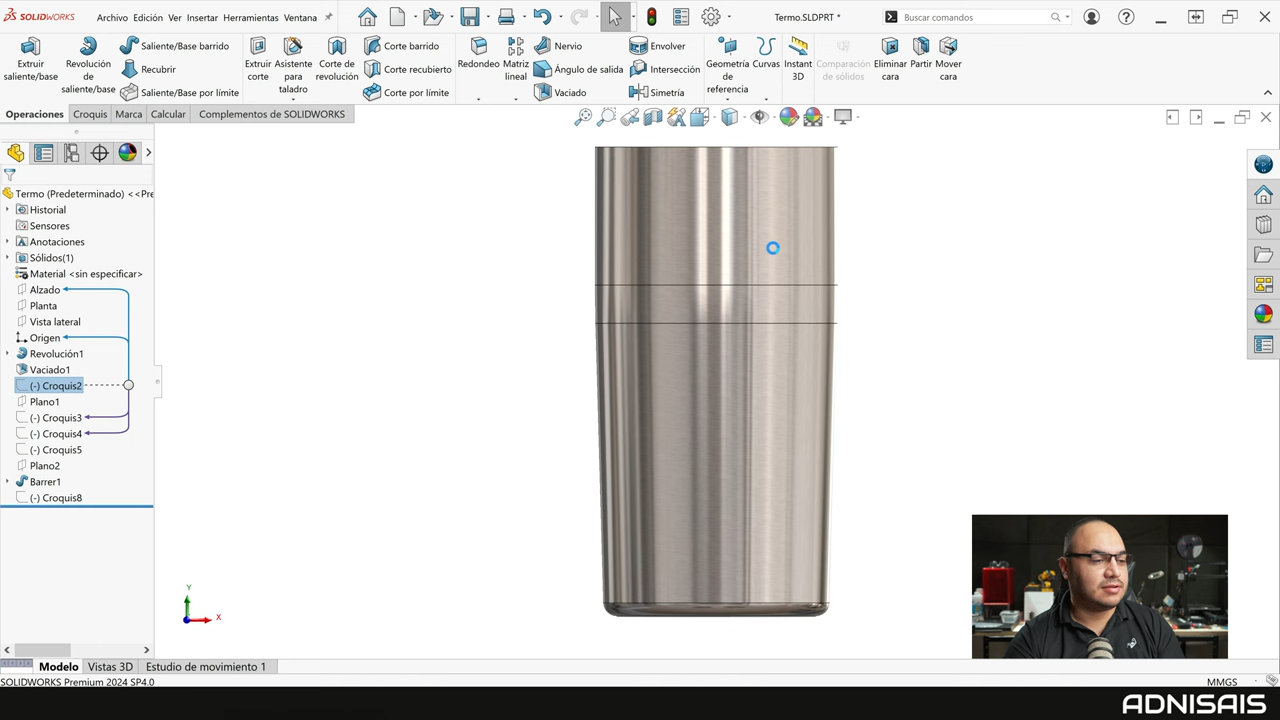 SOLIDWORKS Archivo Edición Ver Insertar Herramientas Ventana Termo.SLDPRT * Buscar comandos
Extruir saliente/base
Revolución de saliente/base
Saliente/Base barrido
Recubrir
Saliente/Base por límite
Extruir corte
Asistente para taladro
Corte de revolución
Corte barrido
Corte recubierto
Corte por límite
Redondeo
Matriz lineal
Nervio
Ángulo de salida
Vaciado
Envolver
Intersección
Simetría
Geometría de referencia
Curvas
Instant 3D
Comparación de sólidos
Eliminar cara
Partir
Mover cara
Operaciones Croquis Marca Calcular Complementos de SOLIDWORKS
Termo (Predeterminado) <<Pre
Historial
Sensores
Anotaciones
Sólidos(1)
Material <sin especificar>
Alzado
Planta
Vista lateral
Origen
Revolución1
Vaciado1
(-) Croquis2
Plano1
(-) Croquis3
(-) Croquis4
(-) Croquis5
Plano2
Barrer1
(-) Croquis8
Y
X
Modelo Vistas 3D Estudio de movimiento 1
SOLIDWORKS Premium 2024 SP4.0 MMGS
ADNISAIS